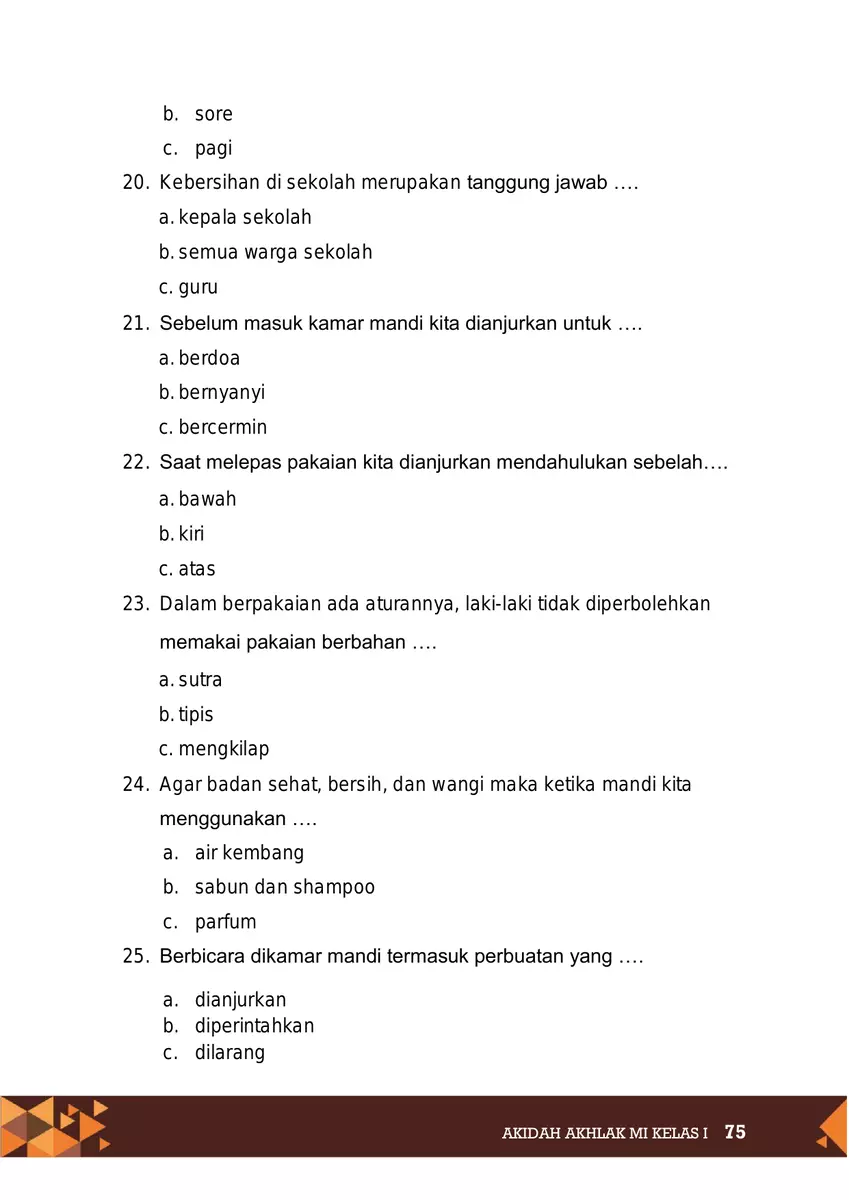 b. sore
c. pagi
20. Kebersihan di sekolah merupakan tanggung jawab ….
a. kepala sekolah
b. semua warga sekolah
c. guru
21. Sebelum masuk kamar mandi kita dianjurkan untuk ….
a. berdoa
b. bernyanyi
c. bercermin
22. Saat melepas pakaian kita dianjurkan mendahulukan sebelah….
a. bawah
b. kiri
c. atas
23. Dalam berpakaian ada aturannya, laki-laki tidak diperbolehkan
memakai pakaian berbahan ….
a. sutra
b. tipis
c. mengkilap
24. Agar badan sehat, bersih, dan wangi maka ketika mandi kita
menggunakan ….
a. air kembang
b. sabun dan shampoo
c. parfum
25. Berbicara dikamar mandi termasuk perbuatan yang ….
a. dianjurkan
b. diperintahkan
c. dilarang
AKIDAH AKHLAK MI KELAS I 75